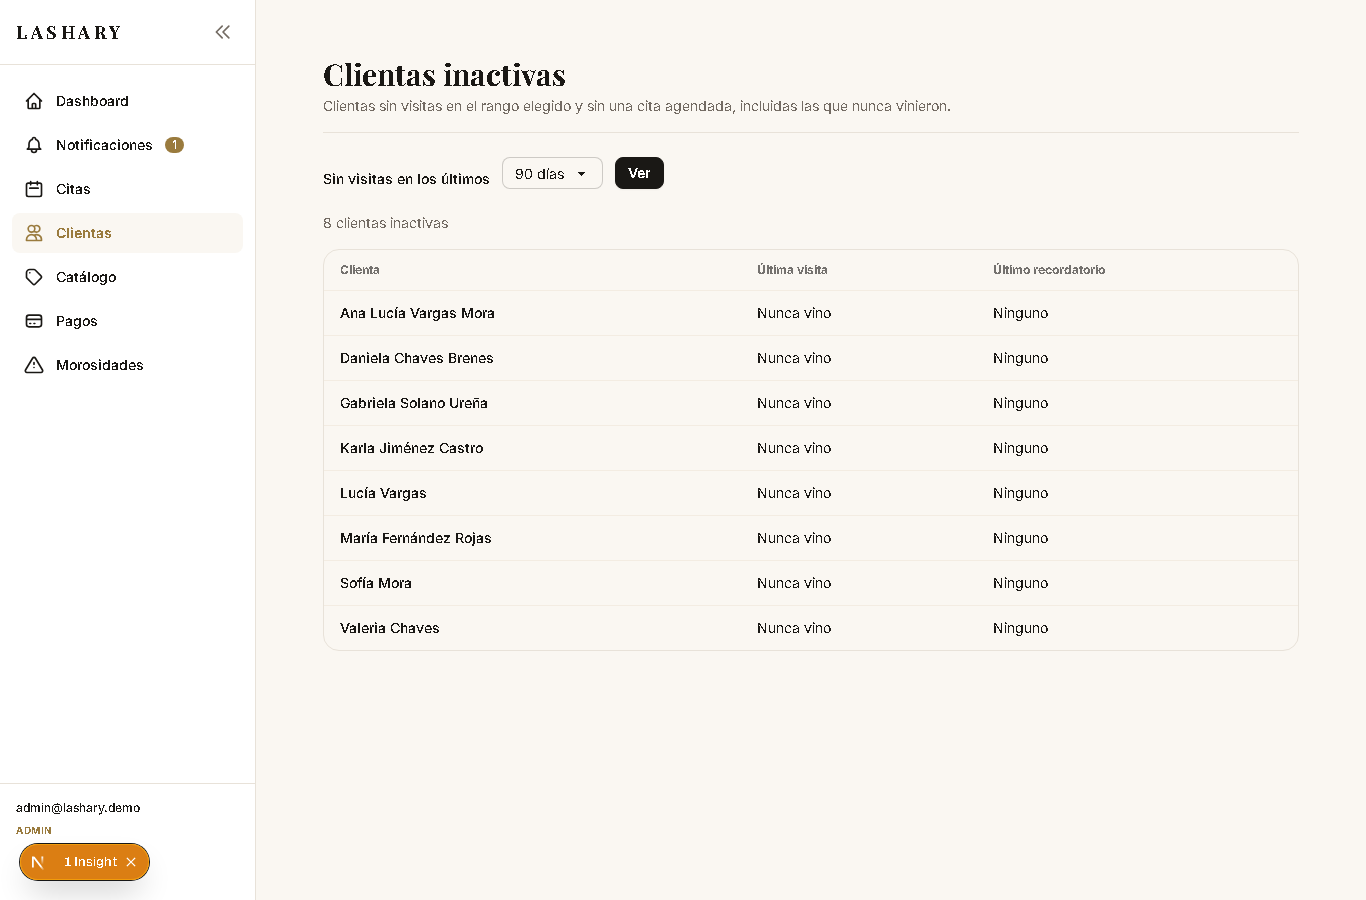 LASHARY
Dashboard
Notificaciones 1
Citas
Clientas
Catálogo
Pagos
Morosidades
admin@lashary.demo
ADMIN
N 1 Insight
Clientas inactivas
Clientas sin visitas en el rango elegido y sin una cita agendada, incluidas las que nunca vinieron.
Sin visitas en los últimos 90 días Ver
8 clientas inactivas
Clienta Última visita Último recordatorio
Ana Lucía Vargas Mora Nunca vino Ninguno
Daniela Chaves Brenes Nunca vino Ninguno
Gabriela Solano Ureña Nunca vino Ninguno
Karla Jiménez Castro Nunca vino Ninguno
Lucía Vargas Nunca vino Ninguno
María Fernández Rojas Nunca vino Ninguno
Sofía Mora Nunca vino Ninguno
Valeria Chaves Nunca vino Ninguno